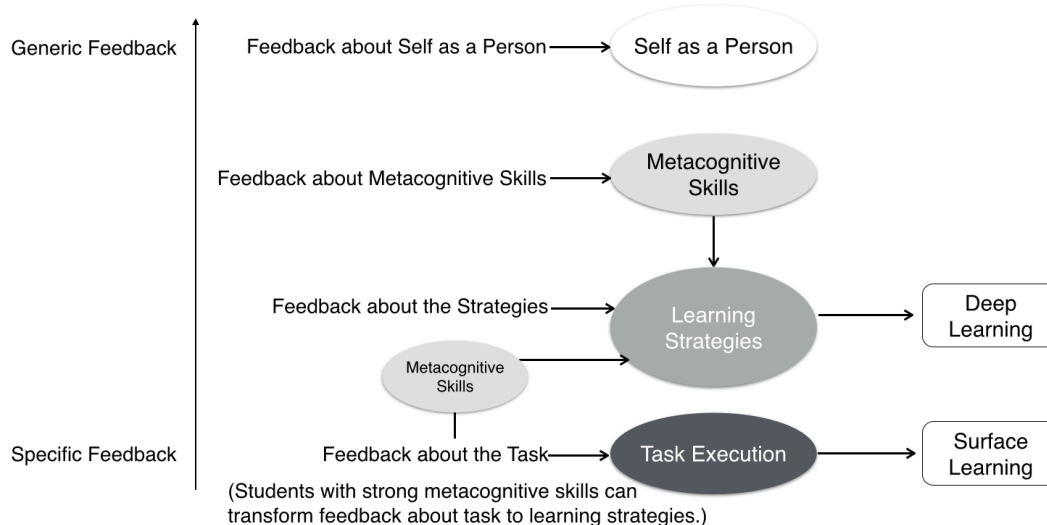 Generic Feedback
Feedback about Self as a Person
Self as a Person
Feedback about Metacognitive Skills
Metacognitive
Skills
Feedback about the Strategies
Learning
Strategies
Deep
Learning
Metacognitive
Skills
Specific Feedback
Feedback about the Task
Task Execution
Surface
Learning
(Students with strong metacognitive skills can
transform feedback about task to learning strategies.)